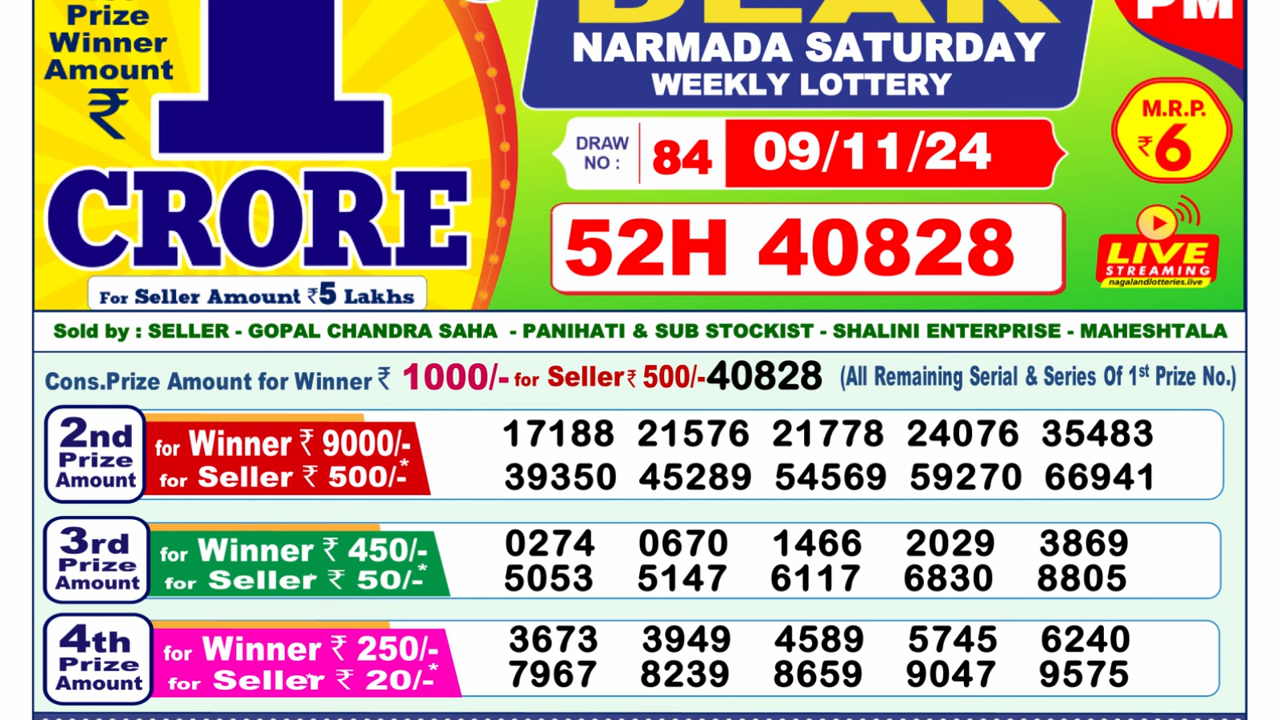 Prize
Winner
Amount
₹
1
CRORE
For Seller Amount ₹5 Lakhs
DEAR
NARMADA SATURDAY
WEEKLY LOTTERY
PM
DRAW NO : 84 09/11/24
M.R.P.
₹6
52H 40828
LIVE
STREAMING
nagalandlotteries.live
Sold by : SELLER - GOPAL CHANDRA SAHA - PANIHATI & SUB STOCKIST - SHALINI ENTERPRISE - MAHESHTALA
Cons.Prize Amount for Winner ₹ 1000/- for Seller ₹ 500/- 40828 (All Remaining Serial & Series Of 1st Prize No.)
2nd
Prize
Amount
for Winner ₹ 9000/-
for Seller ₹ 500/-*
17188 21576 21778 24076 35483
39350 45289 54569 59270 66941
3rd
Prize
Amount
for Winner ₹ 450/-
for Seller ₹ 50/-*
0274 0670 1466 2029 3869
5053 5147 6117 6830 8805
4th
Prize
Amount
for Winner ₹ 250/-
for Seller ₹ 20/-*
3673 3949 4589 5745 6240
7967 8239 8659 9047 9575